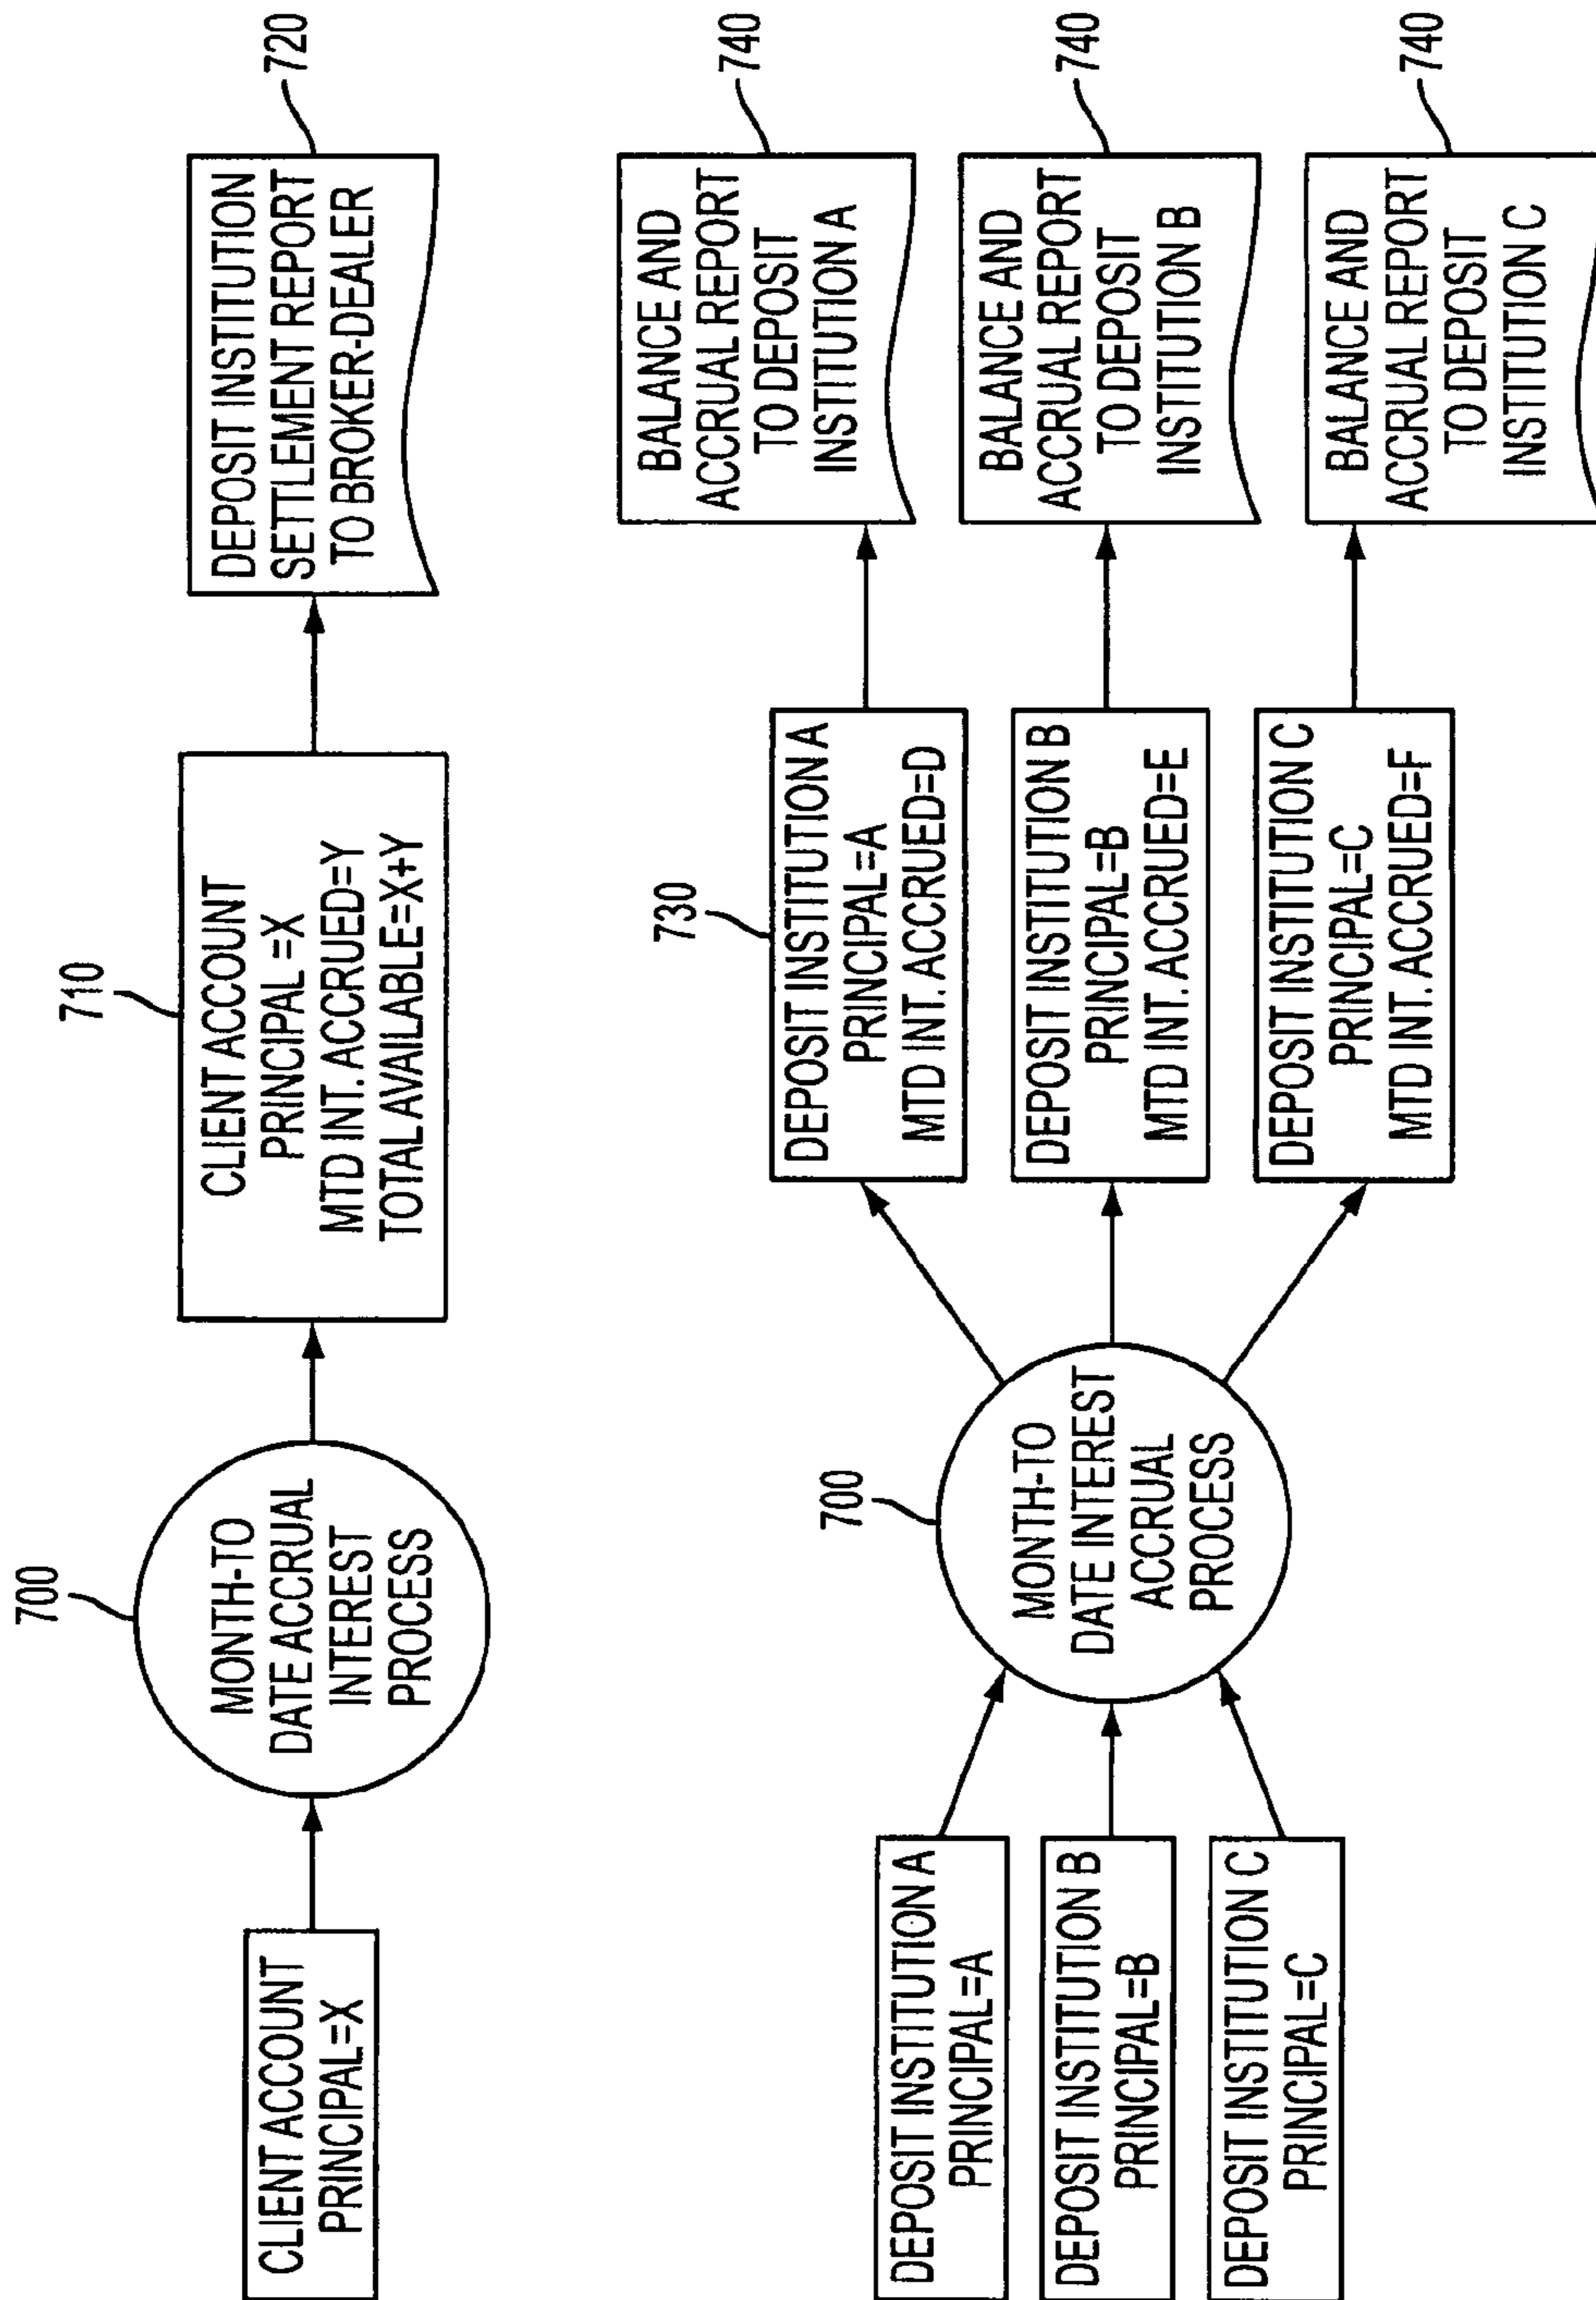 CLIENT ACCOUNT
PRINCIPAL=X
700
MONTH-TO
DATE ACCRUAL
INTEREST
PROCESS
710
CLIENT ACCOUNT
PRINCIPAL =X
MTD INT. ACCRUED=Y
TOTAL AVAILABLE=X+Y
720
DEPOSIT INSTITUTION
SETTLEMENT REPORT
TO BROKER-DEALER
DEPOSIT INSTITUTION A
PRINCIPAL=A
DEPOSIT INSTITUTION B
PRINCIPAL=B
DEPOSIT INSTITUTION C
PRINCIPAL=C
700
MONTH-TO
DATE INTEREST
ACCRUAL
PROCESS
730
DEPOSIT INSTITUTION A
PRINCIPAL=A
MTD INT. ACCRUED=D
DEPOSIT INSTITUTION B
PRINCIPAL=B
MTD INT. ACCRUED=E
DEPOSIT INSTITUTION C
PRINCIPAL=C
MTD INT. ACCRUED=F
740
BALANCE AND
ACCRUAL REPORT
TO DEPOSIT
INSTITUTION A
740
BALANCE AND
ACCRUAL REPORT
TO DEPOSIT
INSTITUTION B
740
BALANCE AND
ACCRUAL REPORT
TO DEPOSIT
INSTITUTION C